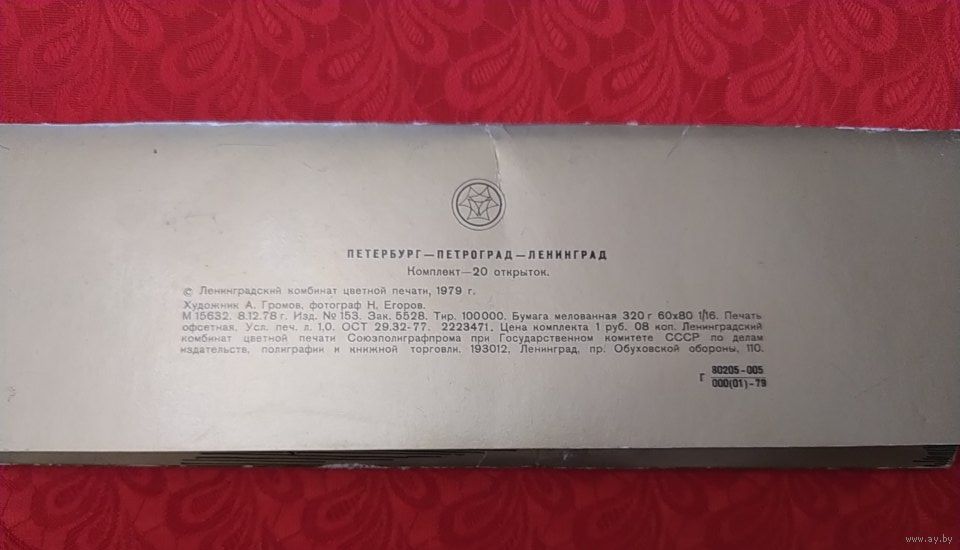 ПЕТЕРБУРГ—ПЕТРОГРАД—ЛЕНИНГРАД
Комплект—20 открыток.
© Ленинградский комбинат цветной печати, 1979 г.
Художник А. Громов, фотограф Н. Егоров.
М 15632. 8.12.78 г. Изд. № 153. Зак. 5528. Тир. 100000. Бумага мелованная 320 г 60х80 1/16. Печать
офсетная. Усл. печ. л. 1,0. ОСТ 29.32-77. 2223471. Цена комплекта 1 руб. 08 коп. Ленинградский
комбинат цветной печати Союзполиграфпрома при Государственном комитете СССР по делам
издательств, полиграфии и книжной торговли. 193012, Ленинград, пр. Обуховской обороны, 110.
Г 80205-005
000(01)-79
www.ay.by